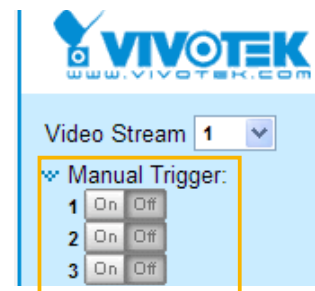 VIVOTEK
www.vivotek.com
Video Stream 1
Manual Trigger:
1 On Off
2 On Off
3 On Off